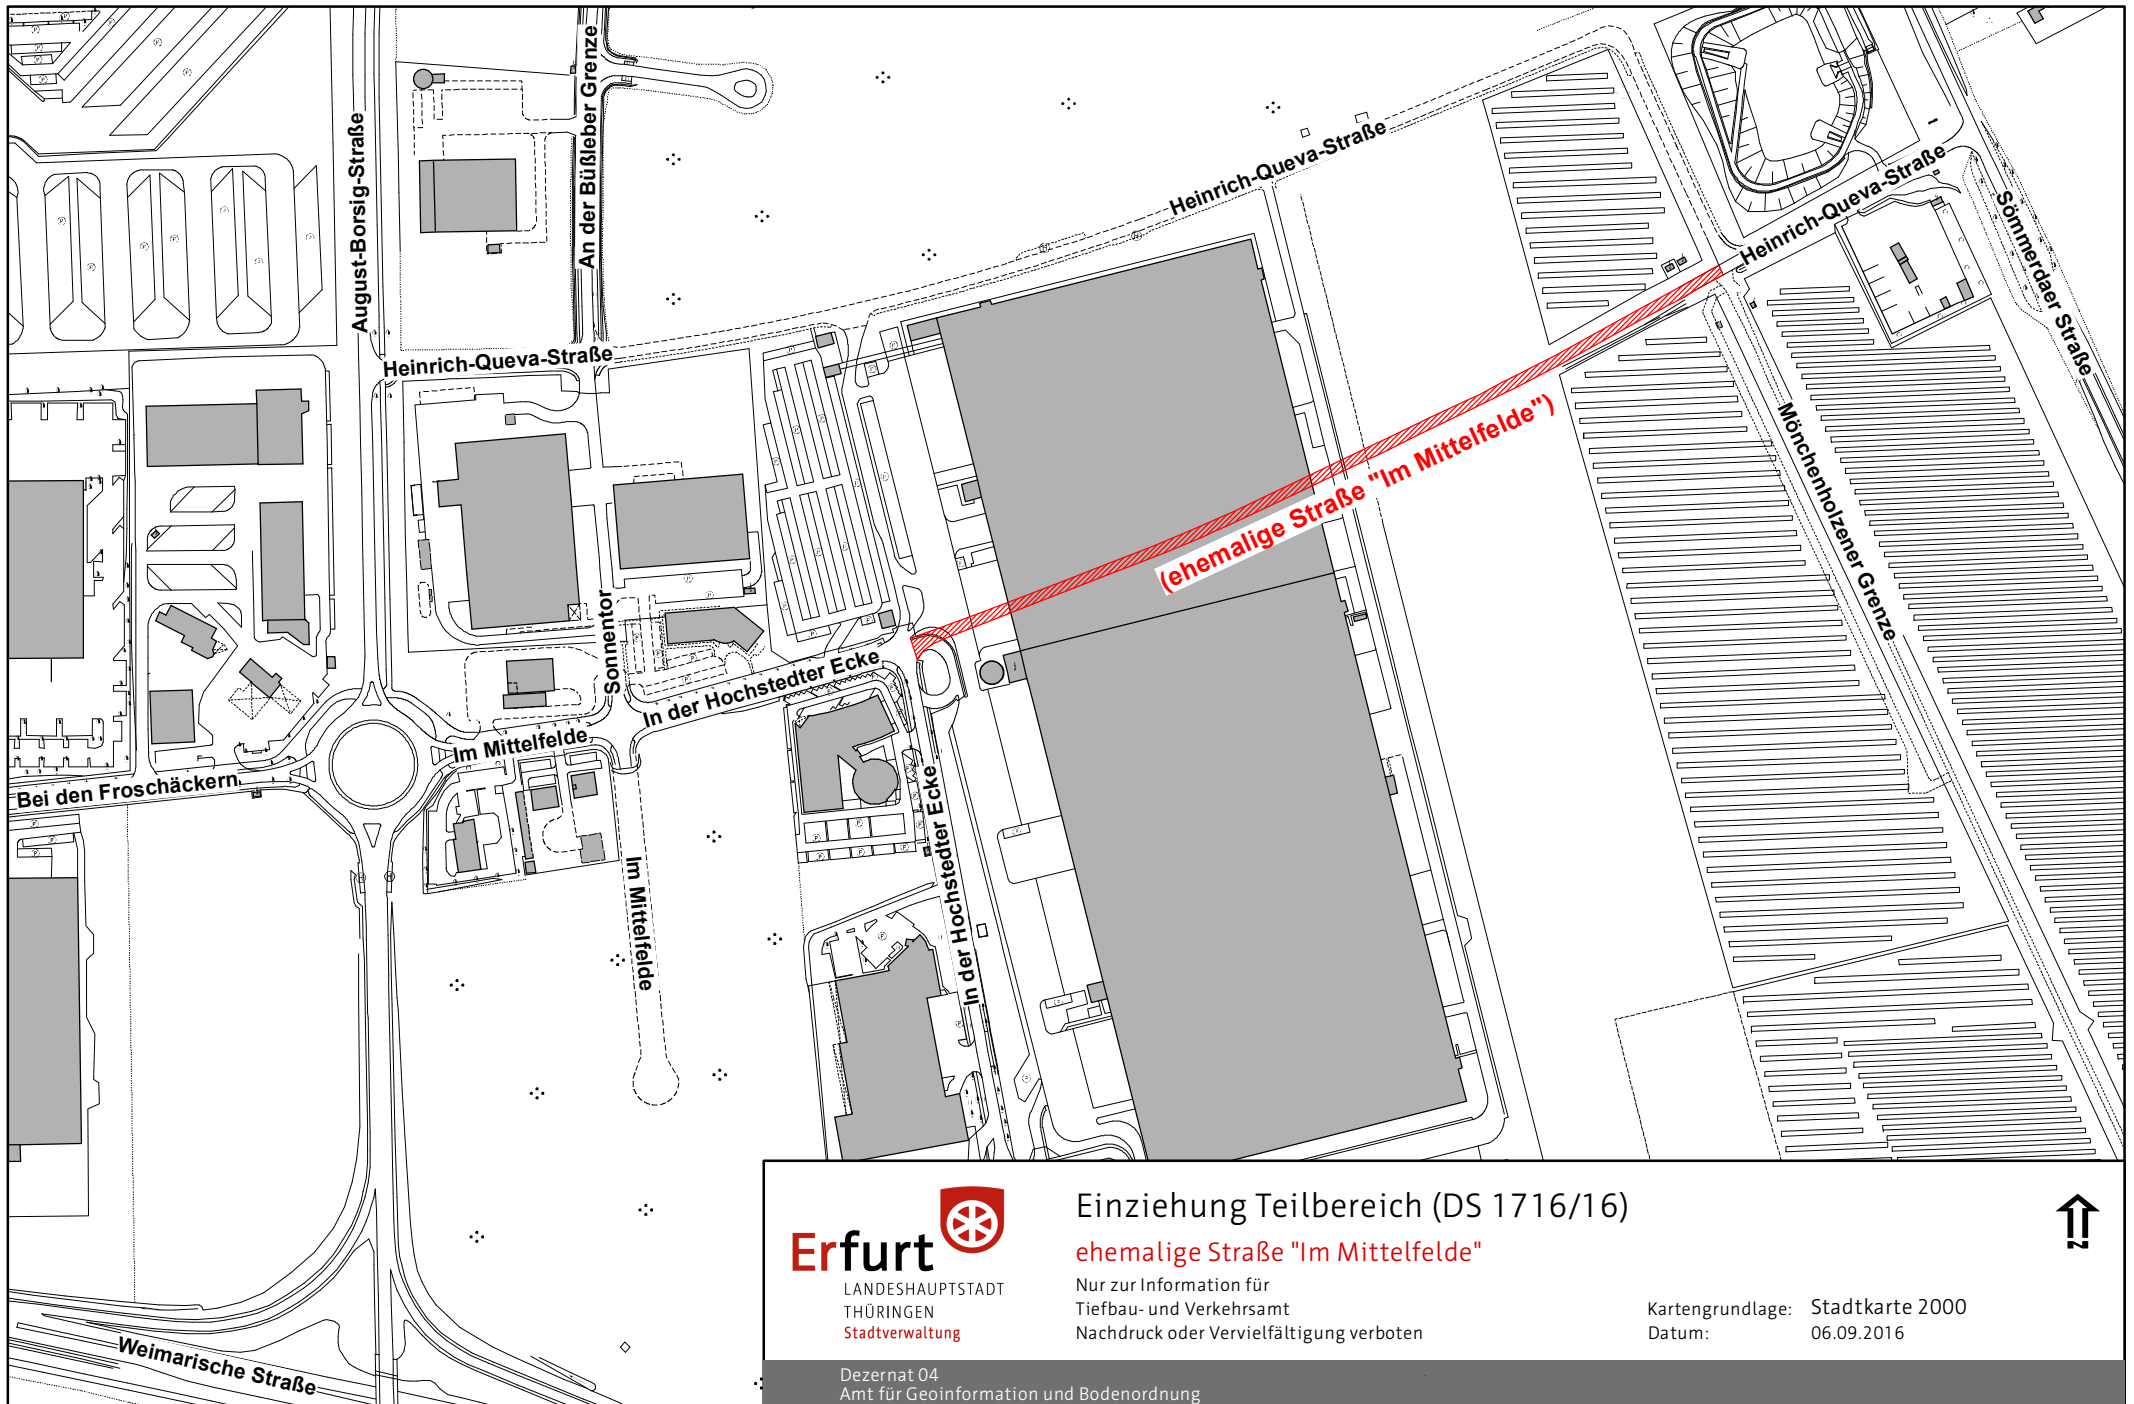 An der Büßleber Grenze
August-Borsig-Straße
Heinrich-Queva-Straße
Heinrich-Queva-Straße
Sömmerdaer Straße
Heinrich-Queva-Straße
(ehemalige Straße "Im Mittelfelde")
Mönchenholzener Grenze
Sonnentor
In der Hochstedter Ecke
Im Mittelfelde
Bei den Froschäckern
In der Hochstedter Ecke
Im Mittelfelde
Weimarische Straße
Erfurt
LANDESHAUPTSTADT
THÜRINGEN
Stadtverwaltung
Einziehung Teilbereich (DS 1716/16)
ehemalige Straße "Im Mittelfelde"
Nur zur Information für
Tiefbau- und Verkehrsamt
Nachdruck oder Vervielfältigung verboten
Kartengrundlage: Stadtkarte 2000
Datum: 06.09.2016
N
Dezernat 04
Amt für Geoinformation und Bodenordnung